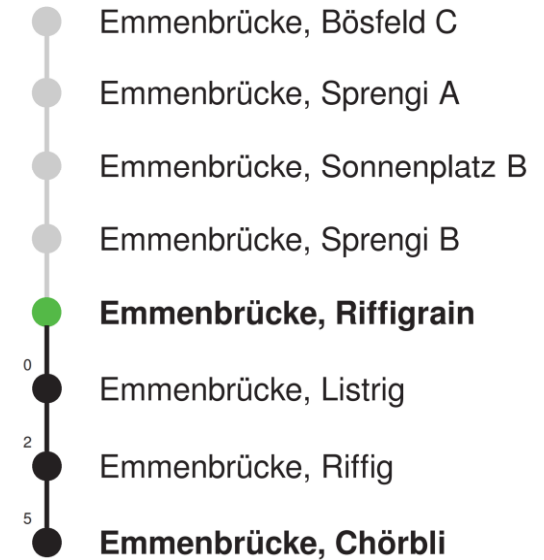 Emmenbrücke, Bösfeld C
Emmenbrücke, Sprengi A
Emmenbrücke, Sonnenplatz B
Emmenbrücke, Sprengi B
Emmenbrücke, Riffigrain
0
Emmenbrücke, Listrig
2
Emmenbrücke, Riffig
5
Emmenbrücke, Chörbli